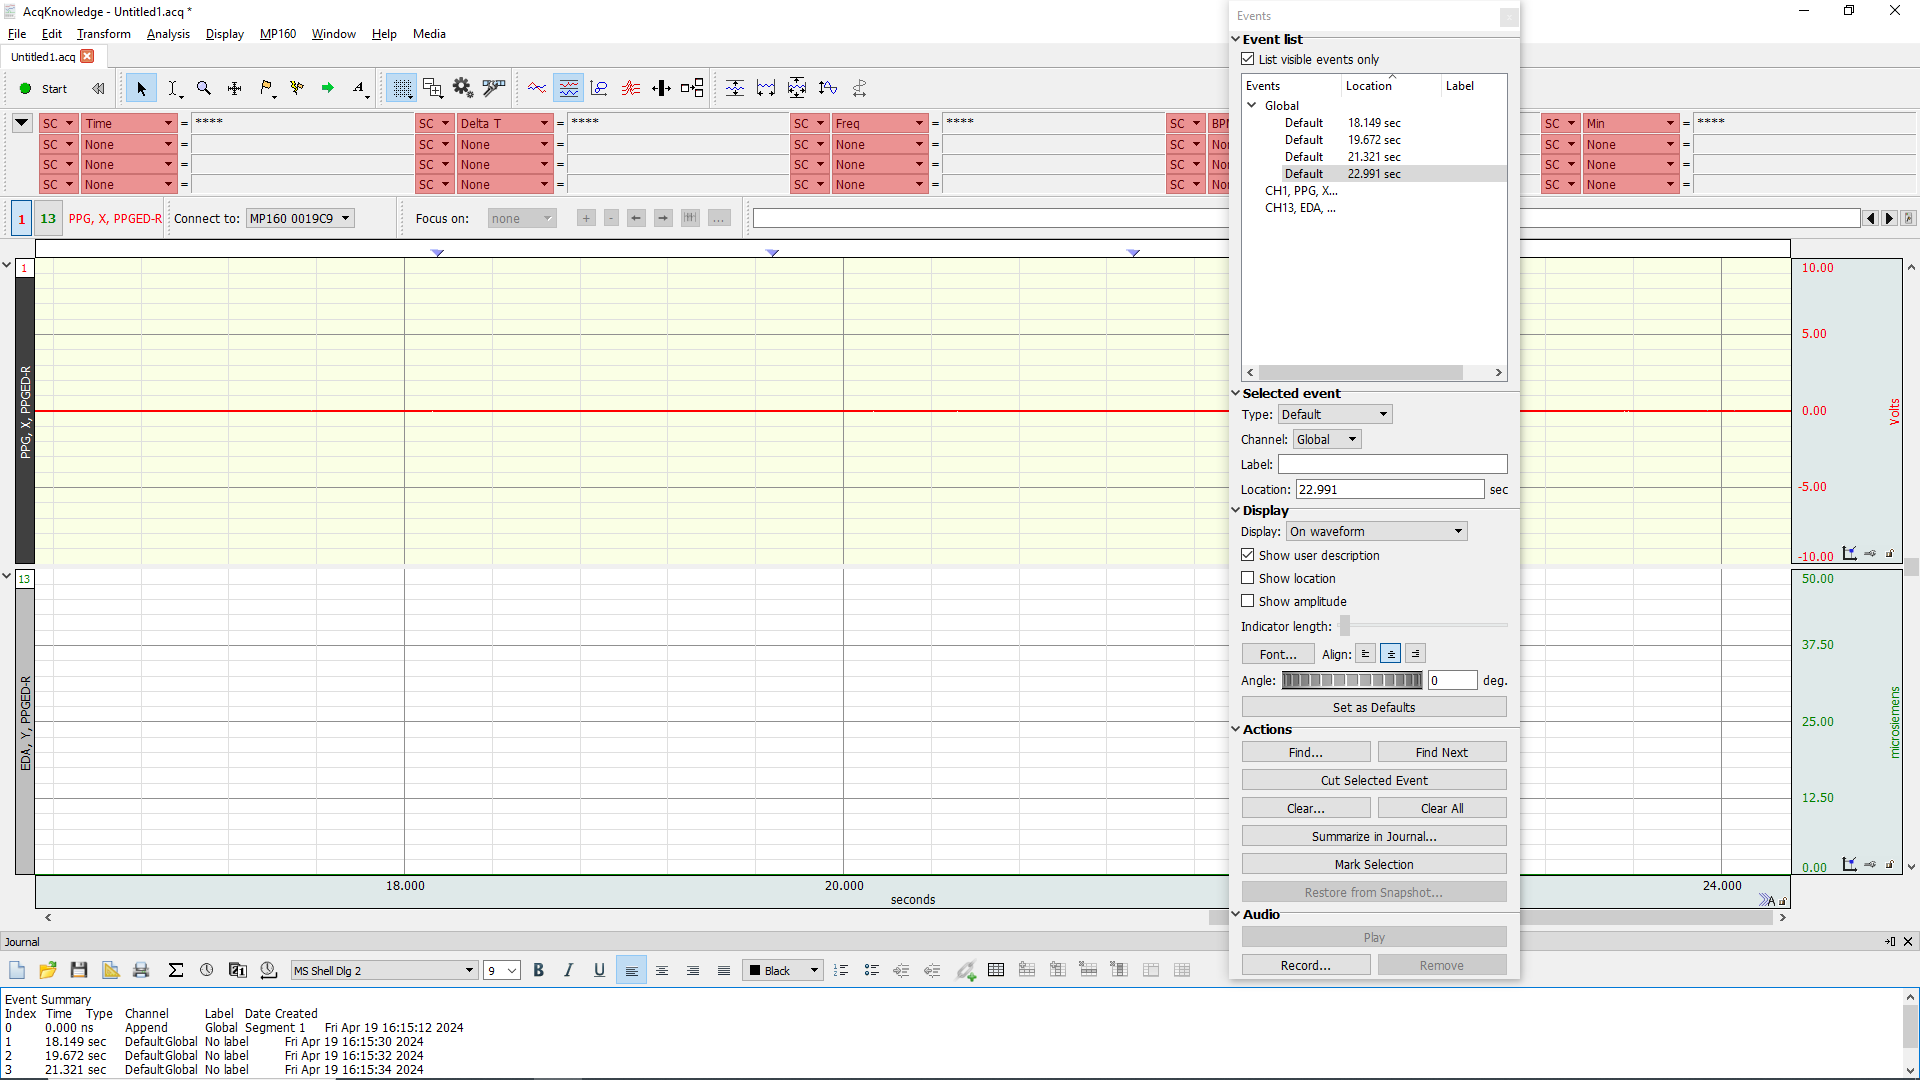 AcqKnowledge - Untitled1.acq *
File Edit Transform Analysis Display MP160 Window Help Media
Untitled1.acq
Start
SC Time = **** SC Delta T = **** SC Freq = **** SC SC Min = ****
SC None = SC None = SC None = SC SC None =
SC None = SC None = SC None = SC SC None =
SC None = SC None = SC None = SC SC None =
1 13 PPG, X, PPGED-R Connect to: MP160 0019C9 Focus on: none + - ...
1
PPG, X, PPGED-R
10.00
5.00
0.00
-5.00
-10.00
Volts
13
EDA, Y, PPGED-R
50.00
37.50
25.00
12.50
0.00
microsiemens
18.000 20.000 24.000
seconds
A
Events
Event list
List visible events only
Events Location Label
Global
Default 18.149 sec
Default 19.672 sec
Default 21.321 sec
Default 22.991 sec
CH1, PPG, X...
CH13, EDA, ...
Selected event
Type: Default
Channel: Global
Label:
Location: 22.991 sec
Display
Display: On waveform
Show user description
Show location
Show amplitude
Indicator length:
Font... Align:
Angle: 0 deg.
Set as Defaults
Actions
Find... Find Next
Cut Selected Event
Clear... Clear All
Summarize in Journal...
Mark Selection
Restore from Snapshot...
Audio
Play
Record... Remove
Journal
MS Shell Dlg 2 9 B I U Black
Event Summary
Index Time Type Channel Label Date Created
0 0.000 ns Append Global Segment 1 Fri Apr 19 16:15:12 2024
1 18.149 sec DefaultGlobal No label Fri Apr 19 16:15:30 2024
2 19.672 sec DefaultGlobal No label Fri Apr 19 16:15:32 2024
3 21.321 sec DefaultGlobal No label Fri Apr 19 16:15:34 2024